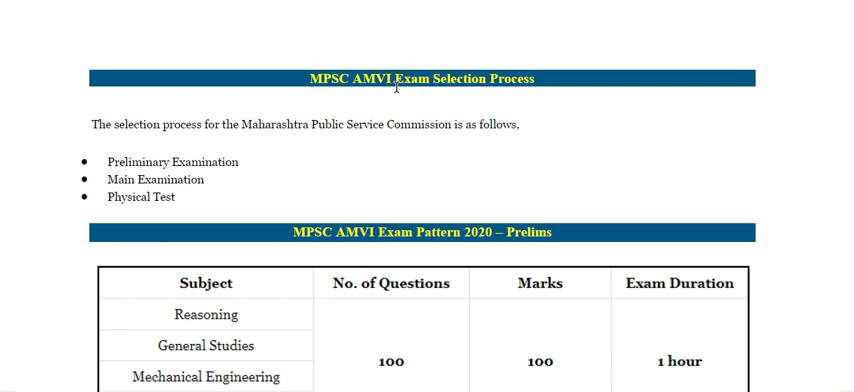 MPSC AMVI Exam Selection Process
The selection process for the Maharashtra Public Service Commission is as follows,
● Preliminary Examination
● Main Examination
● Physical Test
MPSC AMVI Exam Pattern 2020 – Prelims
Subject No. of Questions Marks Exam Duration
Reasoning
General Studies
100 100 1 hour
Mechanical Engineering